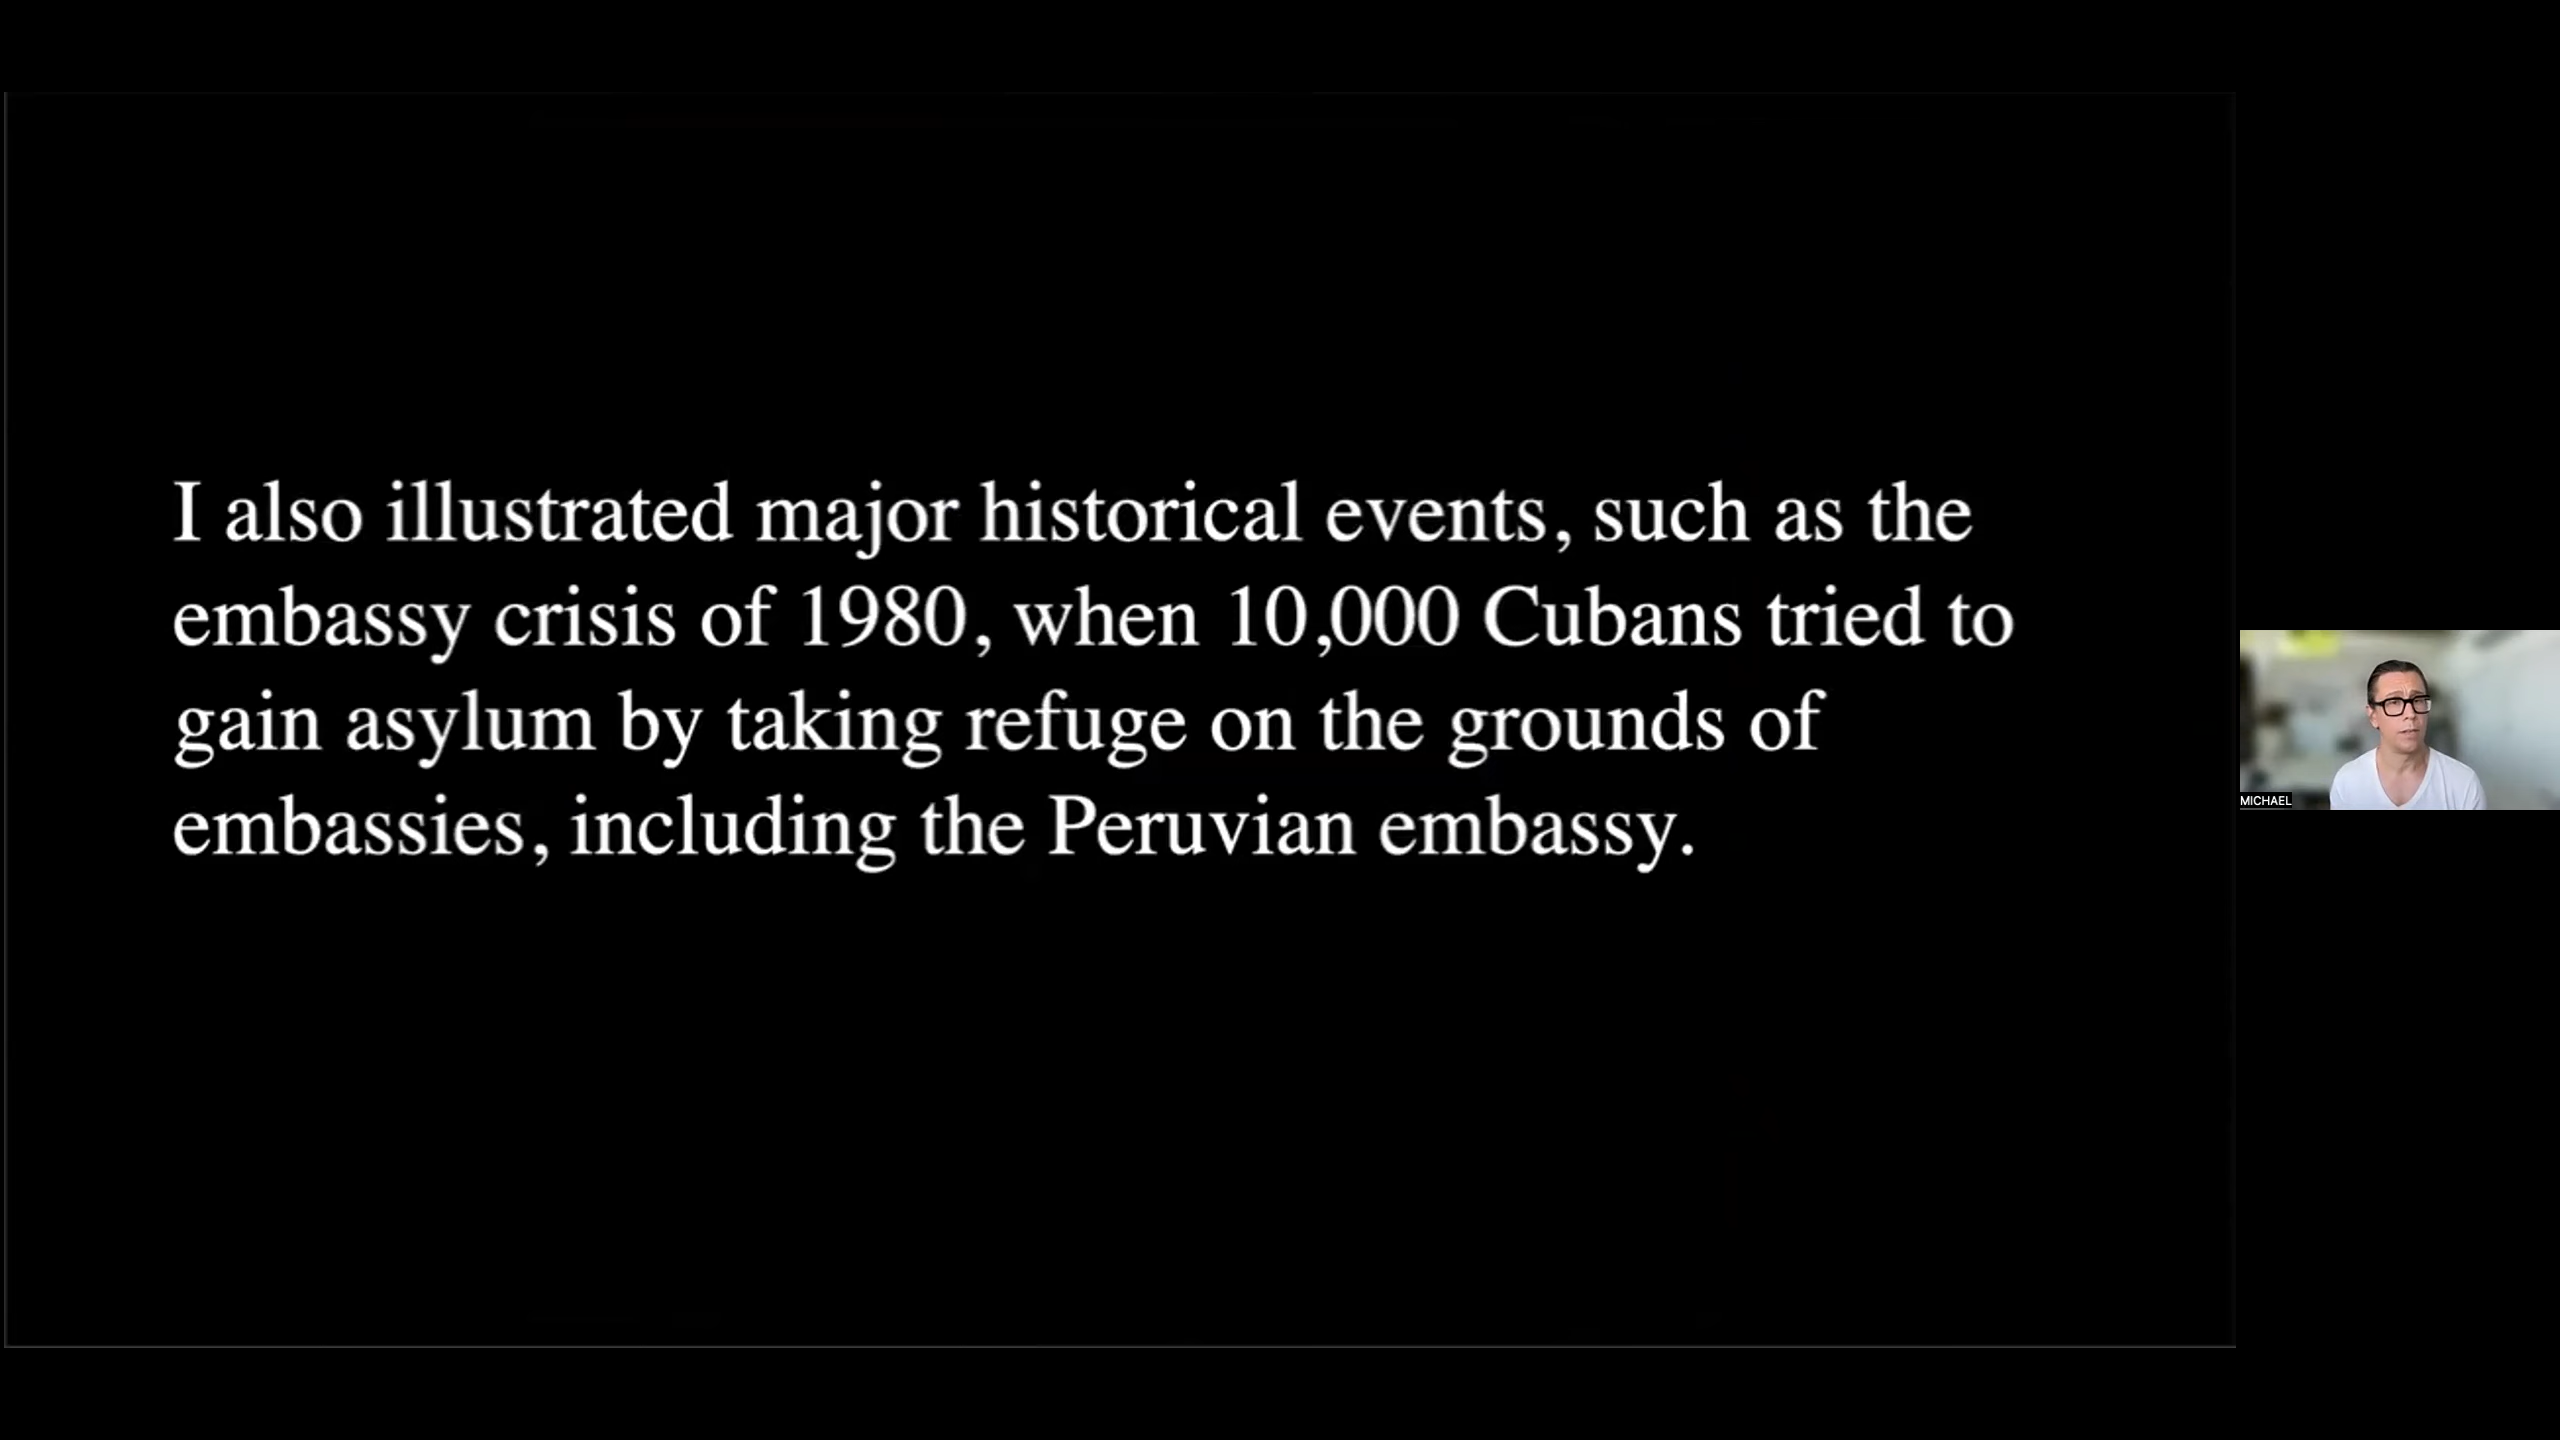 I also illustrated major historical events, such as the
embassy crisis of 1980, when 10,000 Cubans tried to
gain asylum by taking refuge on the grounds of
embassies, including the Peruvian embassy.
MICHAEL